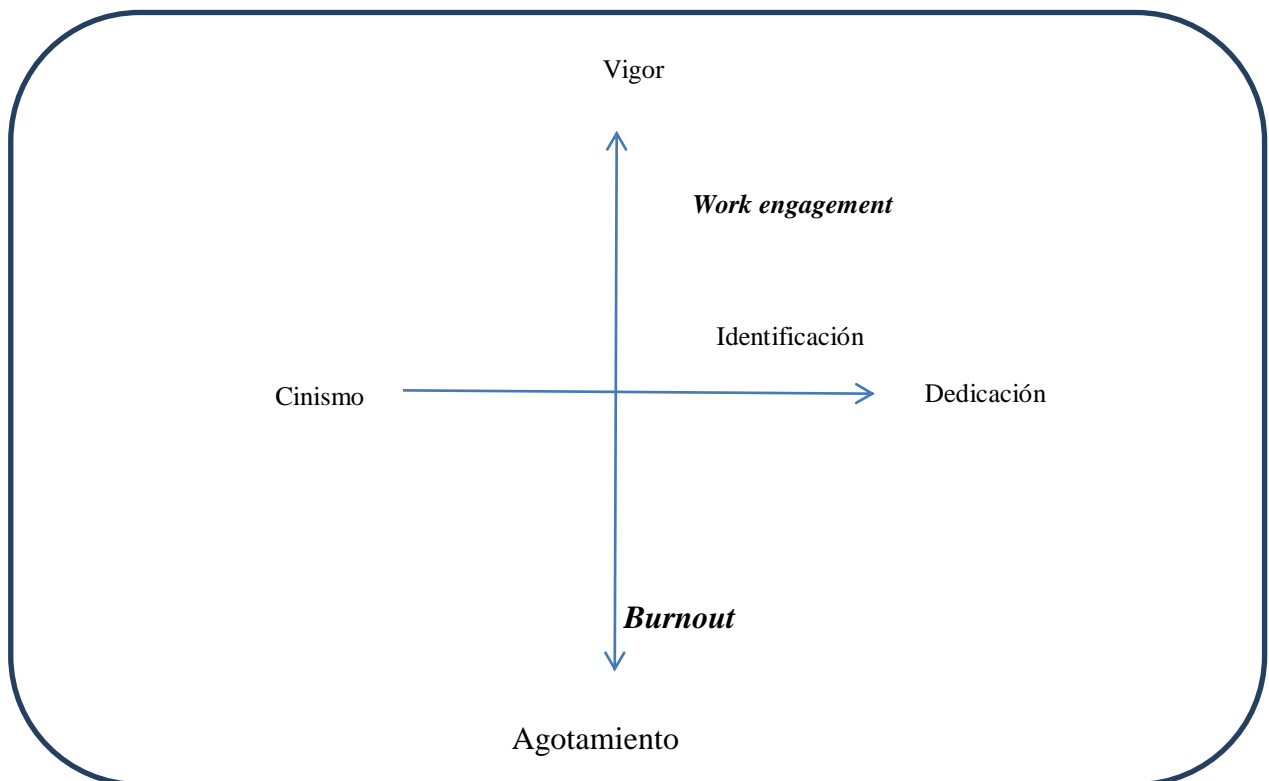 Vigor
Work engagement
Identificación
Cinismo
Dedicación
Burnout
Agotamiento